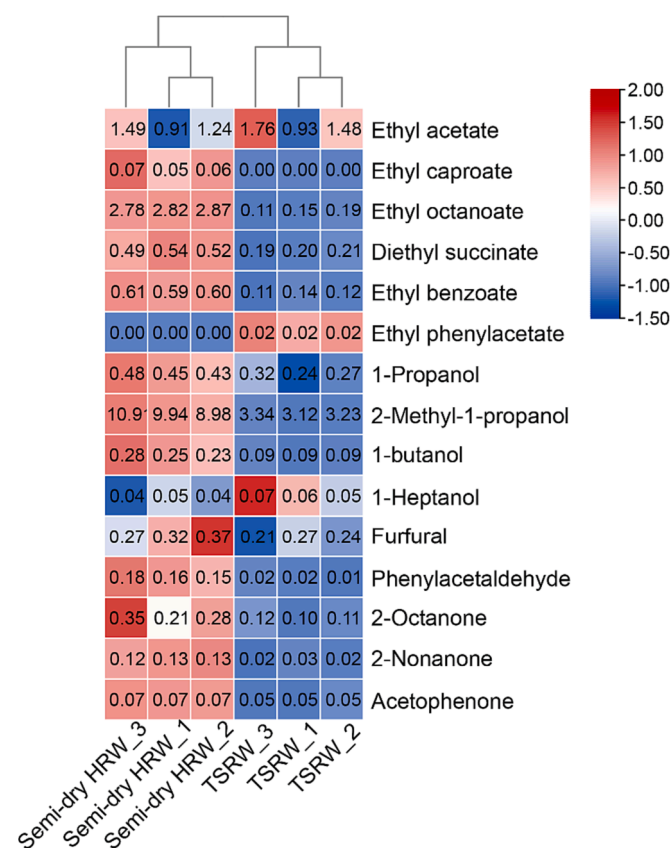 1.49 0.91 1.24 1.76 0.93 1.48 Ethyl acetate
0.07 0.05 0.06 0.00 0.00 0.00 Ethyl caproate
2.78 2.82 2.87 0.11 0.15 0.19 Ethyl octanoate
0.49 0.54 0.52 0.19 0.20 0.21 Diethyl succinate
0.61 0.59 0.60 0.11 0.14 0.12 Ethyl benzoate
0.00 0.00 0.00 0.02 0.02 0.02 Ethyl phenylacetate
0.48 0.45 0.43 0.32 0.24 0.27 1-Propanol
10.91 9.94 8.98 3.34 3.12 3.23 2-Methyl-1-propanol
0.28 0.25 0.23 0.09 0.09 0.09 1-butanol
0.04 0.05 0.04 0.07 0.06 0.05 1-Heptanol
0.27 0.32 0.37 0.21 0.27 0.24 Furfural
0.18 0.16 0.15 0.02 0.02 0.01 Phenylacetaldehyde
0.35 0.21 0.28 0.12 0.10 0.11 2-Octanone
0.12 0.13 0.13 0.02 0.03 0.02 2-Nonanone
0.07 0.07 0.07 0.05 0.05 0.05 Acetophenone
Semi-dry HRW_3
Semi-dry HRW_1
Semi-dry HRW_2
TSRW_3
TSRW_1
TSRW_2
2.00
1.50
1.00
0.50
0.00
-0.50
-1.00
-1.50